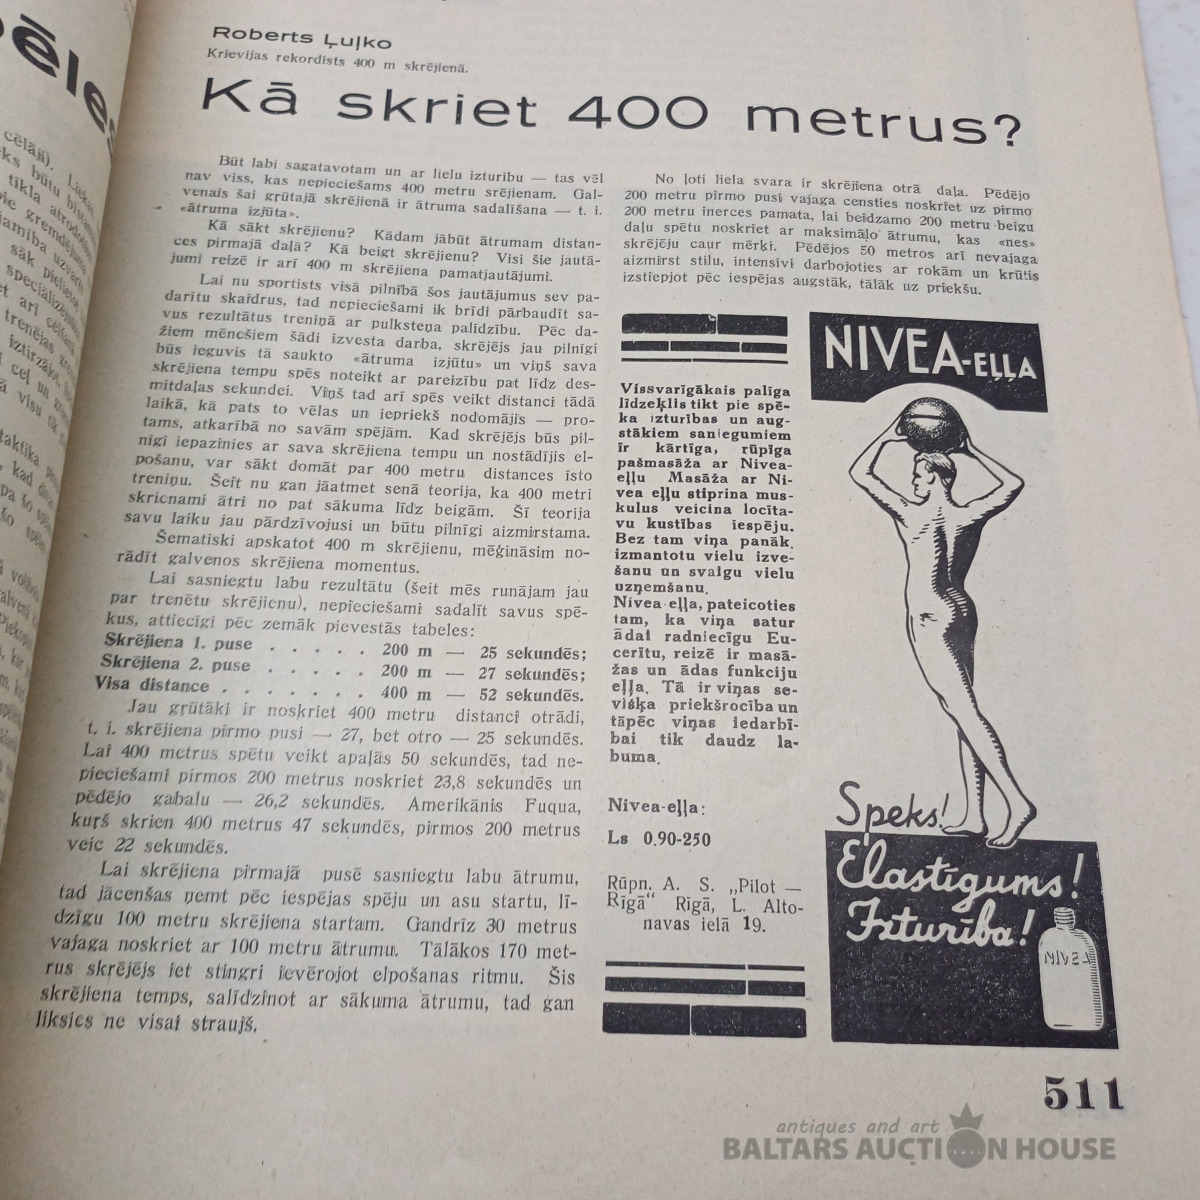 Roberts Ļuļko
Krievijas rekordists 400 m skrējienā.
Kā skriet 400 metrus?
Būt labi sagatavotam un ar lielu izturību — tas vēl
nav viss, kas nepieciešams 400 metru srējienam. Gal-
venais šai grūtajā skrējienā ir ātruma sadalīšana — t. i.
«ātruma izjūta».
Kā sākt skrējienu? Kādam jābūt ātrumam distan-
ces pirmajā daļā? Kā beigt skrējienu? Visi šie jautā-
jumi reizē ir arī 400 m skrējiena pamatjautājumi.
Lai nu sportists visā pilnībā šos jautājumus sev pa-
darītu skaidrus, tad nepieciešami ik brīdi pārbaudīt sa-
vus rezultātus treniņā ar pulksteņa palīdzību. Pēc da-
žiem mēnešiem šādi izvesta darba, skrējējs jau pilnīgi
būs ieguvis tā saukto «ātruma izjūtu» un viņš sava
skrējiena tempu spēs noteikt ar pareizību pat līdz des-
mitdaļas sekundei. Viņš tad arī spēs veikt distanci tādā
laikā, kā pats to vēlas un iepriekš nodomājis — pro-
tams, atkarībā no savām spējām. Kad skrējējs būs pil-
nīgi iepazinies ar sava skrējiena tempu un nostādījis el-
pošanu, var sākt domāt par 400 metru distances īsto
treniņu. Šeit nu gan jāatmet senā teorija, ka 400 metri
skrienami ātri no pat sākuma līdz beigām. Šī teorija
savu laiku jau pārdzīvojusi un būtu pilnīgi aizmirstama.
Šematiski apskatot 400 m skrējienu, mēģināsim no-
rādīt galvenos skrējiena momentus.
Lai sasniegtu labu rezultātu (šeit mēs runājam jau
par trenētu skrējienu), nepieciešami sadalīt savus spē-
kus, attiecīgi pēc zemāk pievestās tabeles:
Skrējiena 1. puse . . . . . 200 m — 25 sekundēs;
Skrējiena 2. puse . . . . . 200 m — 27 sekundēs;
Visa distance . . . . . . . 400 m — 52 sekundēs.
Jau grūtāki ir noskriet 400 metru distanci otrādi,
t. i. skrējiena pirmo pusi — 27, bet otro — 25 sekundēs.
Lai 400 metrus spētu veikt apaļās 50 sekundēs, tad ne-
pieciešami pirmos 200 metrus noskriet 23,8 sekundēs un
pēdējo gabalu — 26,2 sekundēs. Amerikānis Fuqua,
kuŗš skrien 400 metrus 47 sekundēs, pirmos 200 metrus
veic 22 sekundēs.
Lai skrējiena pirmajā pusē sasniegtu labu ātrumu,
tad jācenšas ņemt pēc iespējas spēju un asu startu, lī-
dzīgu 100 metru skrējiena startam. Gandrīz 30 metrus
vajaga noskriet ar 100 metru ātrumu. Tālākos 170 met-
rus skrējējs iet stingri ievērojot elpošanas ritmu. Šis
skrējiena temps, salīdzinot ar sākuma ātrumu, tad gan
liksies ne visai straujš.
No ļoti liela svara ir skrējiena otrā daļa. Pēdējo
200 metru pirmo pusi vajaga censties noskriet uz pirmo
200 metru inerces pamata, lai beidzamo 200 metru beigu
daļu spētu noskriet ar maksimālo ātrumu, kas «nes»
skrējēju caur mērķi. Pēdējos 50 metros arī nevajaga
aizmirst stilu, intensīvi darbojoties ar rokām un krūtis
izstiepjot pēc iespējas augstāk, tālāk uz priekšu.
Vissvarīgākais palīga
līdzeklis tikt pie spē-
ka izturības un aug-
stākiem saniegumiem
ir kārtīga, rūpīga
pašmasāža ar Nivea-
eļļu Masāža ar Ni-
vea eļļu stiprina mus-
kulus veicina locīta-
vu kustības iespēju.
Bez tam viņa panāk
izmantotu vielu izve-
šanu un svaigu vielu
uzņemšanu.
Nivea eļļa, pateicoties
tam, ka viņa satur
ādai radniecīgu Eu-
cerītu, reizē ir masā-
žas un ādas funkciju
eļļa. Tā ir viņas se-
višķa priekšrocība un
tāpēc viņas iedarbī-
bai tik daudz la-
buma.
Nivea-eļļa:
Ls 0.90-250
Rūpn. A. S. „Pilot —
Rīgā“ Rīgā, L. Alto-
navas ielā 19.
NIVEA-EĻĻA
Speks!
Elastīgums!
Izturība!
NIVEA
511
antiques and art
BALTARS AUCTION HOUSE